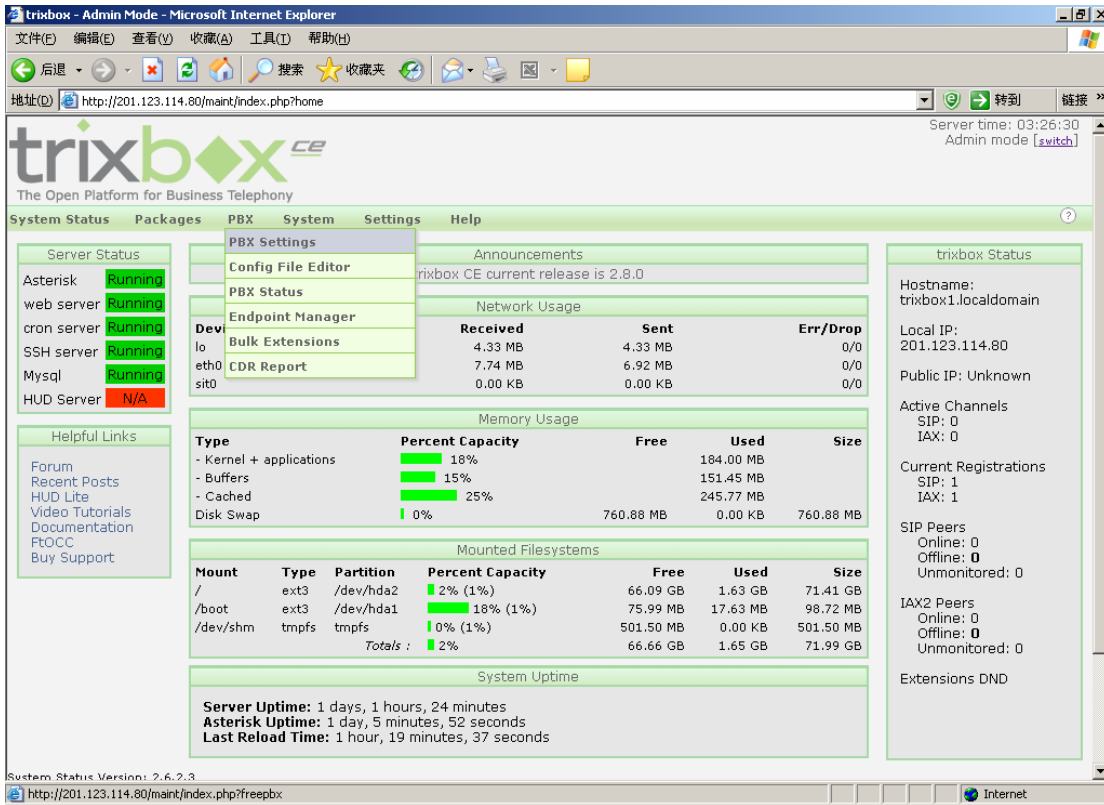 trixbox - Admin Mode - Microsoft Internet Explorer
文件(F) 编辑(E) 查看(V) 收藏(A) 工具(T) 帮助(H)
后退 搜索 收藏夹
地址(D) http://201.123.114.80/maint/index.php?home 转到 链接 »
Server time: 03:26:30
Admin mode [switch]
trixbox CE
The Open Platform for Business Telephony
System Status Packages PBX System Settings Help ?
PBX Settings
Config File Editor
PBX Status
Endpoint Manager
Bulk Extensions
CDR Report
Server Status
Asterisk Running
web server Running
cron server Running
SSH server Running
Mysql Running
HUD Server N/A
Helpful Links
Forum
Recent Posts
HUD Lite
Video Tutorials
Documentation
FtOCC
Buy Support
Announcements
rixbox CE current release is 2.8.0
Network Usage
Devi Received Sent Err/Drop
lo 4.33 MB 4.33 MB 0/0
eth0 7.74 MB 6.92 MB 0/0
sit0 0.00 KB 0.00 KB 0/0
Memory Usage
Type Percent Capacity Free Used Size
- Kernel + applications 18% 184.00 MB
- Buffers 15% 151.45 MB
- Cached 25% 245.77 MB
Disk Swap 0% 760.88 MB 0.00 KB 760.88 MB
Mounted Filesystems
Mount Type Partition Percent Capacity Free Used Size
/ ext3 /dev/hda2 2% (1%) 66.09 GB 1.63 GB 71.41 GB
/boot ext3 /dev/hda1 18% (1%) 75.99 MB 17.63 MB 98.72 MB
/dev/shm tmpfs tmpfs 0% (1%) 501.50 MB 0.00 KB 501.50 MB
Totals : 2% 66.66 GB 1.65 GB 71.99 GB
System Uptime
Server Uptime: 1 days, 1 hours, 24 minutes
Asterisk Uptime: 1 day, 5 minutes, 52 seconds
Last Reload Time: 1 hour, 19 minutes, 37 seconds
trixbox Status
Hostname:
trixbox1.localdomain
Local IP:
201.123.114.80
Public IP: Unknown
Active Channels
SIP: 0
IAX: 0
Current Registrations
SIP: 1
IAX: 1
SIP Peers
Online: 0
Offline: 0
Unmonitored: 0
IAX2 Peers
Online: 0
Offline: 0
Unmonitored: 0
Extensions DND
System Status Version: 2.6.2.3
http://201.123.114.80/maint/index.php?freepbx Internet